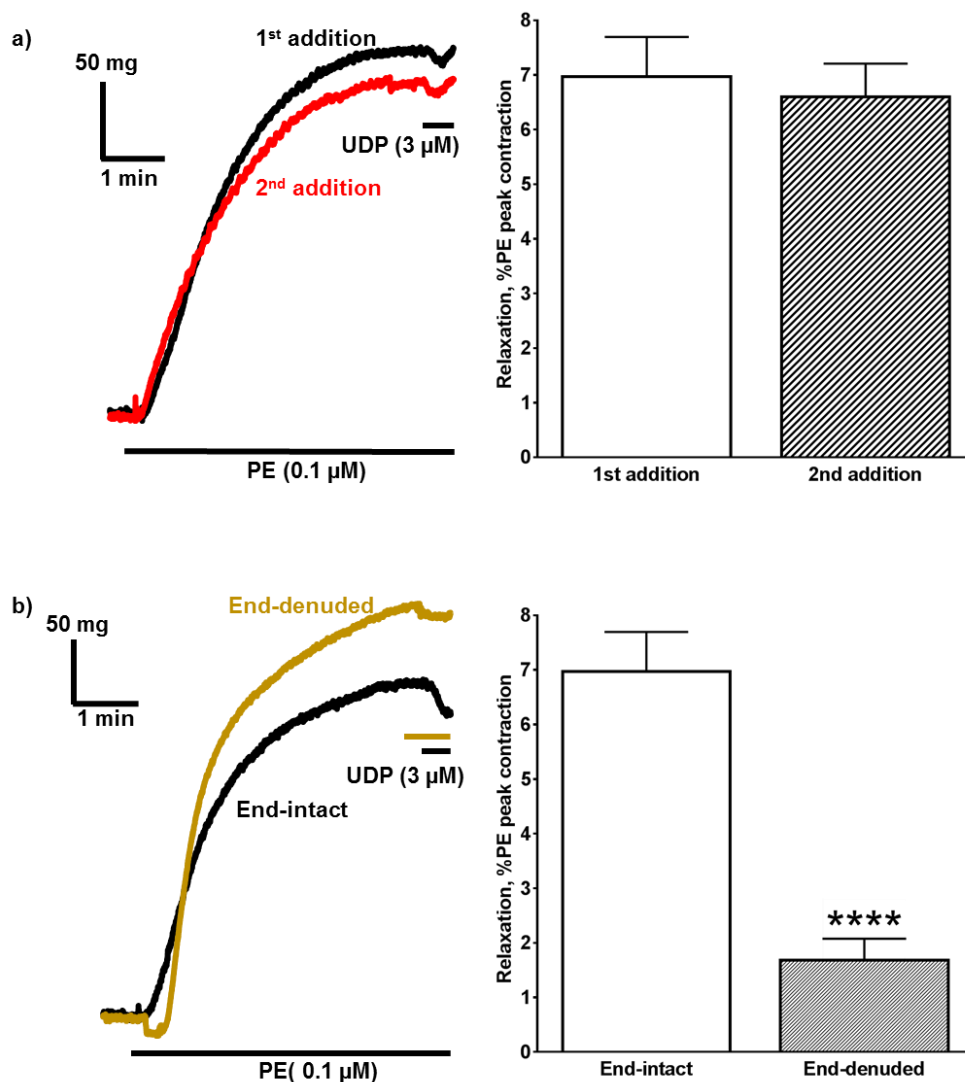 a)
50 mg
1 min
1st addition
2nd addition
UDP (3 µM)
PE (0.1 µM)
Relaxation, %PE peak contraction
8
7
6
5
4
3
2
1
0
1st addition
2nd addition
b)
50 mg
1 min
End-denuded
End-intact
UDP (3 µM)
PE( 0.1 µM)
Relaxation, %PE peak contraction
8
7
6
5
4
3
2
1
0
****
End-intact
End-denuded